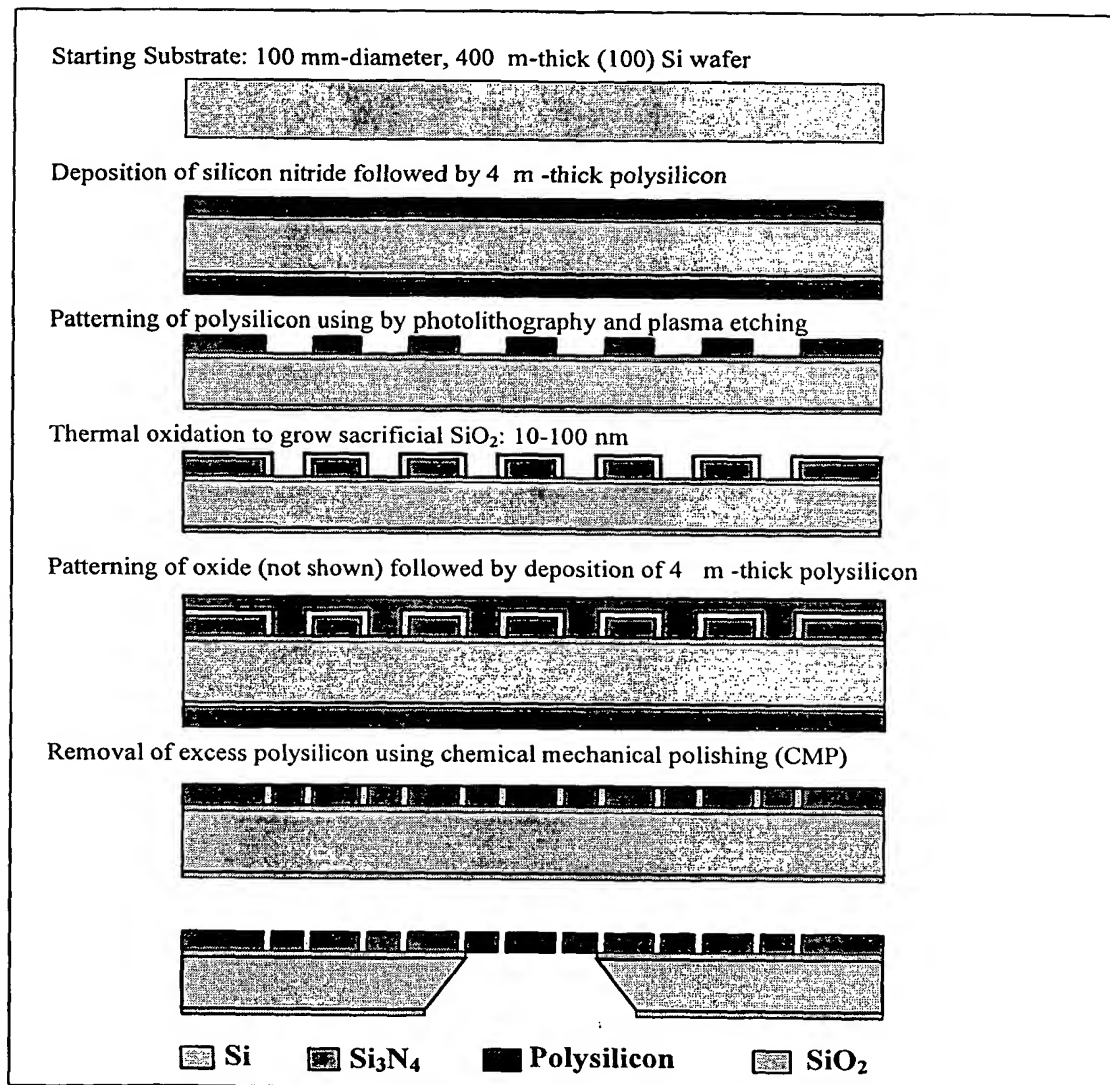 Starting Substrate: 100 mm-diameter, 400 m-thick (100) Si wafer
Deposition of silicon nitride followed by 4 m -thick polysilicon
Patterning of polysilicon using by photolithography and plasma etching
Thermal oxidation to grow sacrificial SiO₂: 10-100 nm
Patterning of oxide (not shown) followed by deposition of 4 m -thick polysilicon
Removal of excess polysilicon using chemical mechanical polishing (CMP)
Si Si₃N₄ Polysilicon SiO₂